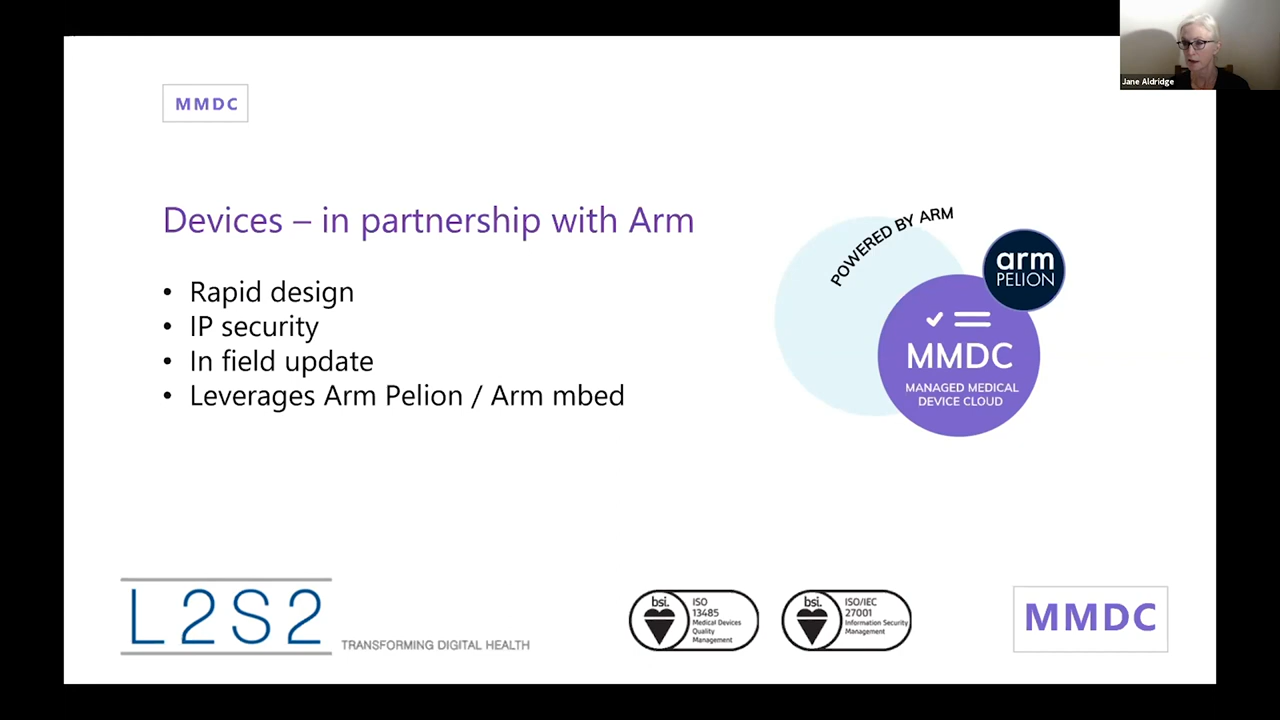 Jane Aldridge
MMDC
Devices – in partnership with Arm
• Rapid design
• IP security
• In field update
• Leverages Arm Pelion / Arm mbed
POWERED BY ARM
arm
PELION
MMDC
MANAGED MEDICAL
DEVICE CLOUD
L2S2
TRANSFORMING DIGITAL HEALTH
bsi.
ISO
13485
Medical Devices
Quality
Management
bsi.
ISO/IEC
27001
Information Security
Management
MMDC